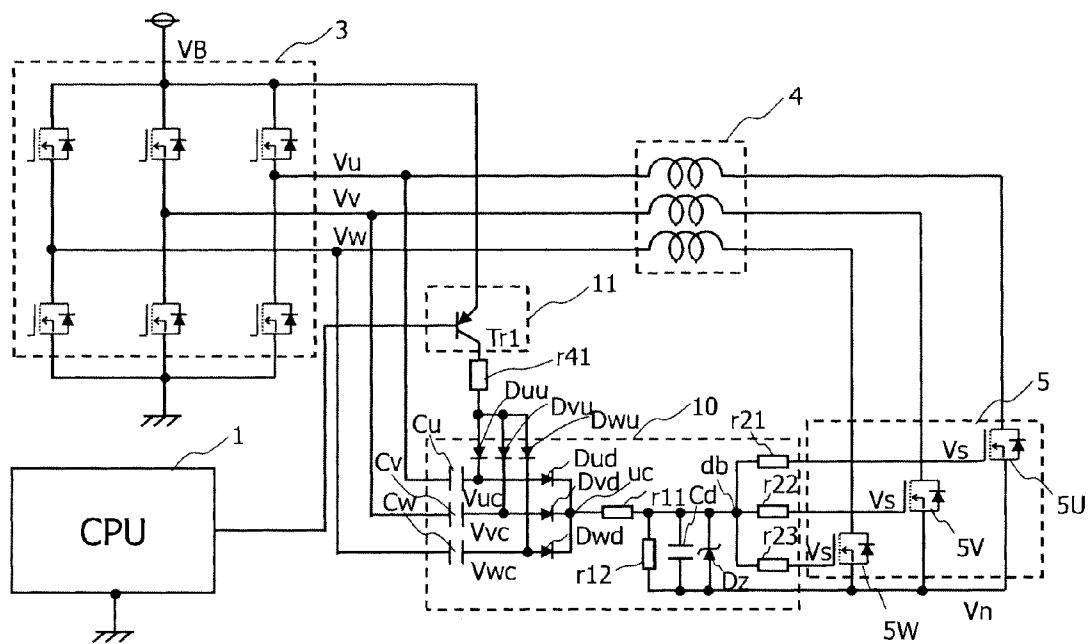 VB
3
4
Vu
Vv
Vw
11
Tr1
r41
Duu
Dvu
Dwu
10
5
1
Cu
Cv
Cw
Dud
Dvd
Dwd
uc
Vuc
Vvc
Vwc
r11
Cd
db
r21
r22
r23
Vs
Vs
Vs
r12
Dz
CPU
5U
5V
5W
Vn